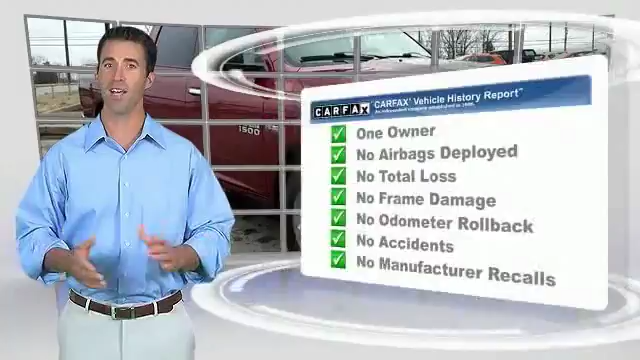 1500
CARFAX CARFAX Vehicle History Report™
One Owner
No Airbags Deployed
No Total Loss
No Frame Damage
No Odometer Rollback
No Accidents
No Manufacturer Recalls